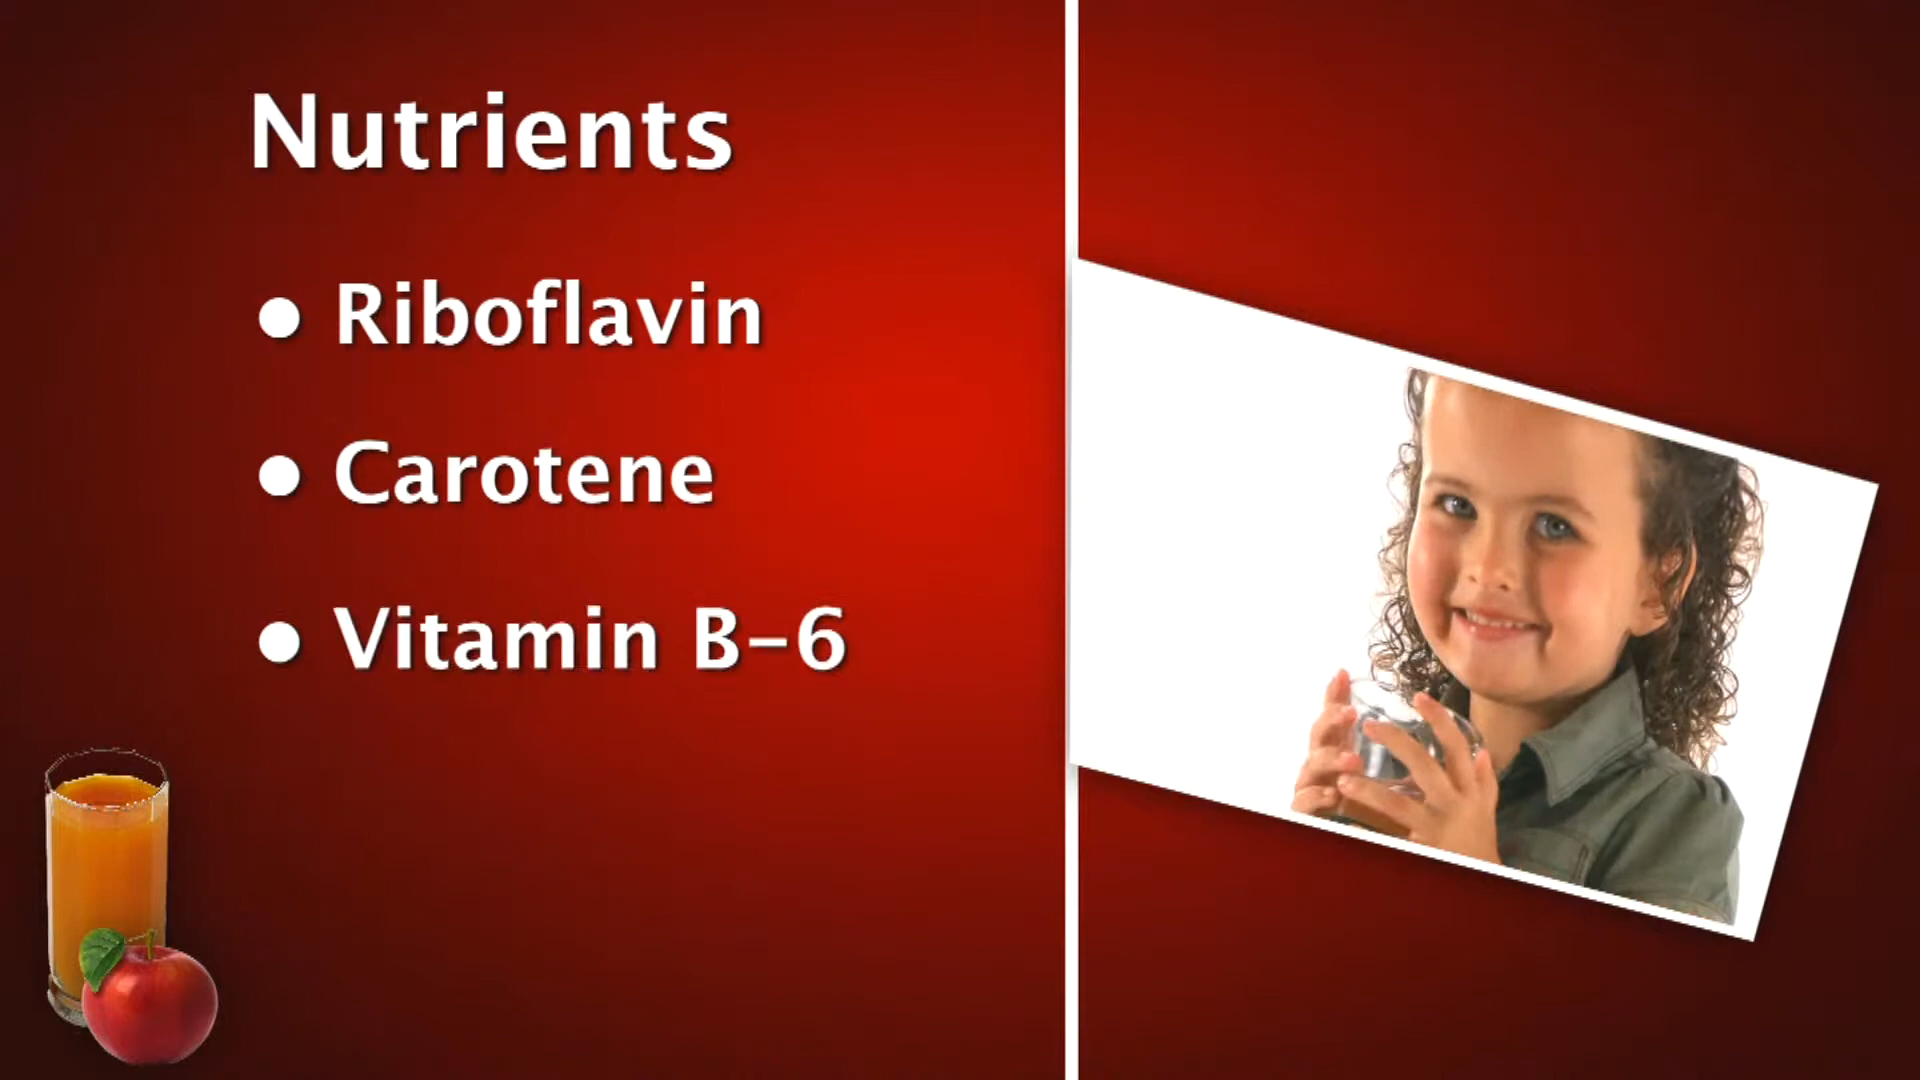 Nutrients
• Riboflavin
• Carotene
• Vitamin B-6